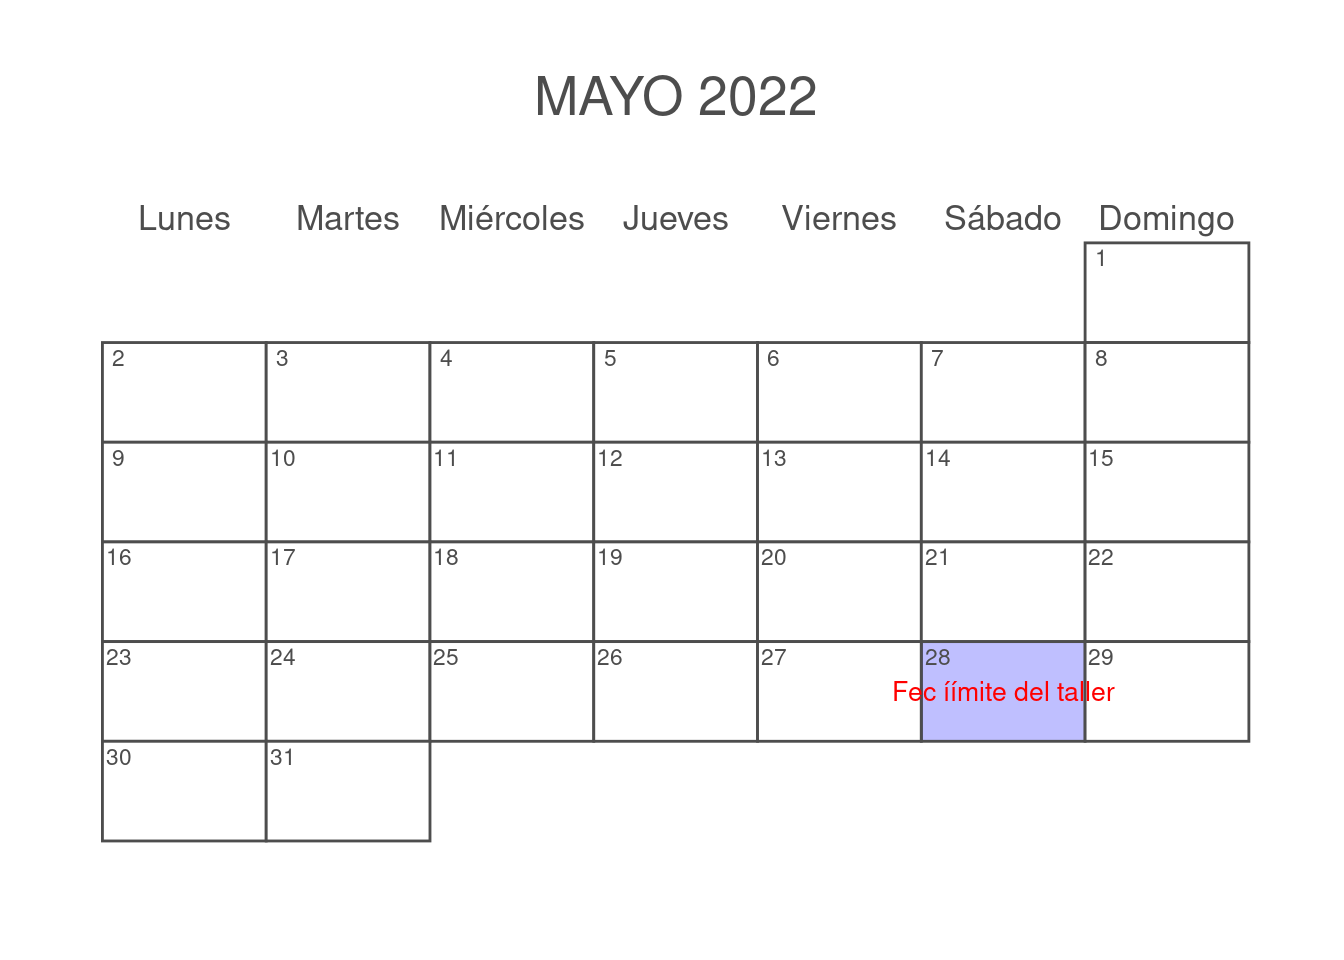 MAYO 2022
Lunes Martes Miércoles Jueves Viernes Sábado Domingo
1
2 3 4 5 6 7 8
9 10 11 12 13 14 15
16 17 18 19 20 21 22
23 24 25 26 27 28 29
Fec íímite del taller
30 31